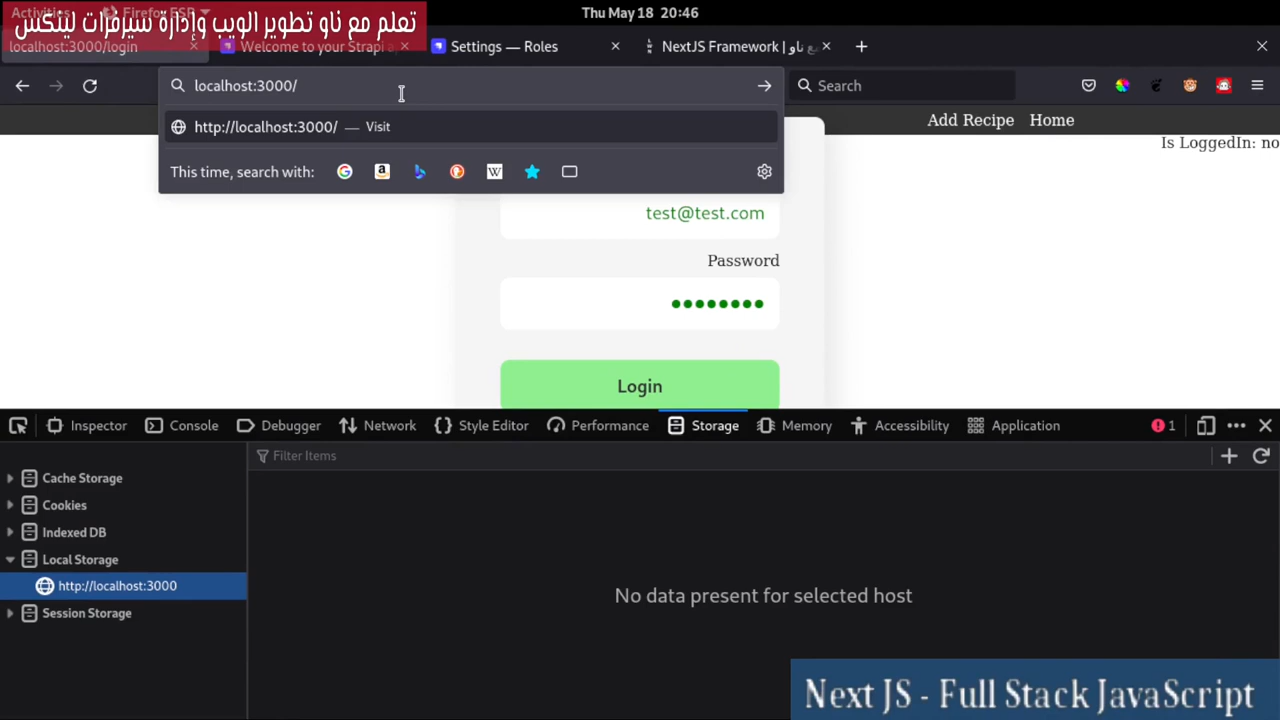 Thu May 18 20:46
تعلم مع ناو تطوير الويب وإدارة سيرفرات لينكس
localhost:3000/login
Welcome to your Strapi a
Settings — Roles
NextJS Framework | مع ناو
localhost:3000/
Search
http://localhost:3000/ — Visit
This time, search with:
Add Recipe
Home
Is LoggedIn: no
test@test.com
Password
Login
Inspector
Console
Debugger
Network
Style Editor
Performance
Storage
Memory
Accessibility
Application
1
Filter Items
Cache Storage
Cookies
Indexed DB
Local Storage
http://localhost:3000
Session Storage
No data present for selected host
Next JS - Full Stack JavaScript